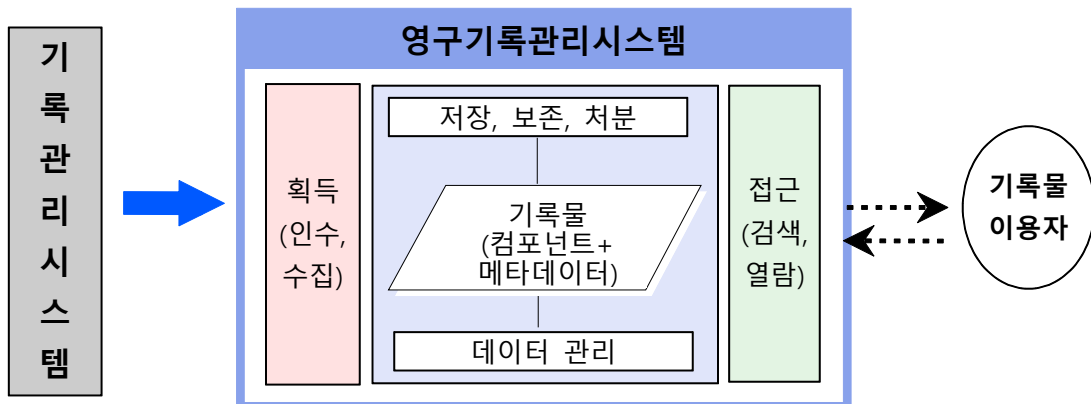 기록관리시스템
영구기록관리시스템
획득
(인수,
수집)
저장, 보존, 처분
기록물
(컴포넌트+
메타데이터)
데이터 관리
접근
(검색,
열람)
기록물
이용자